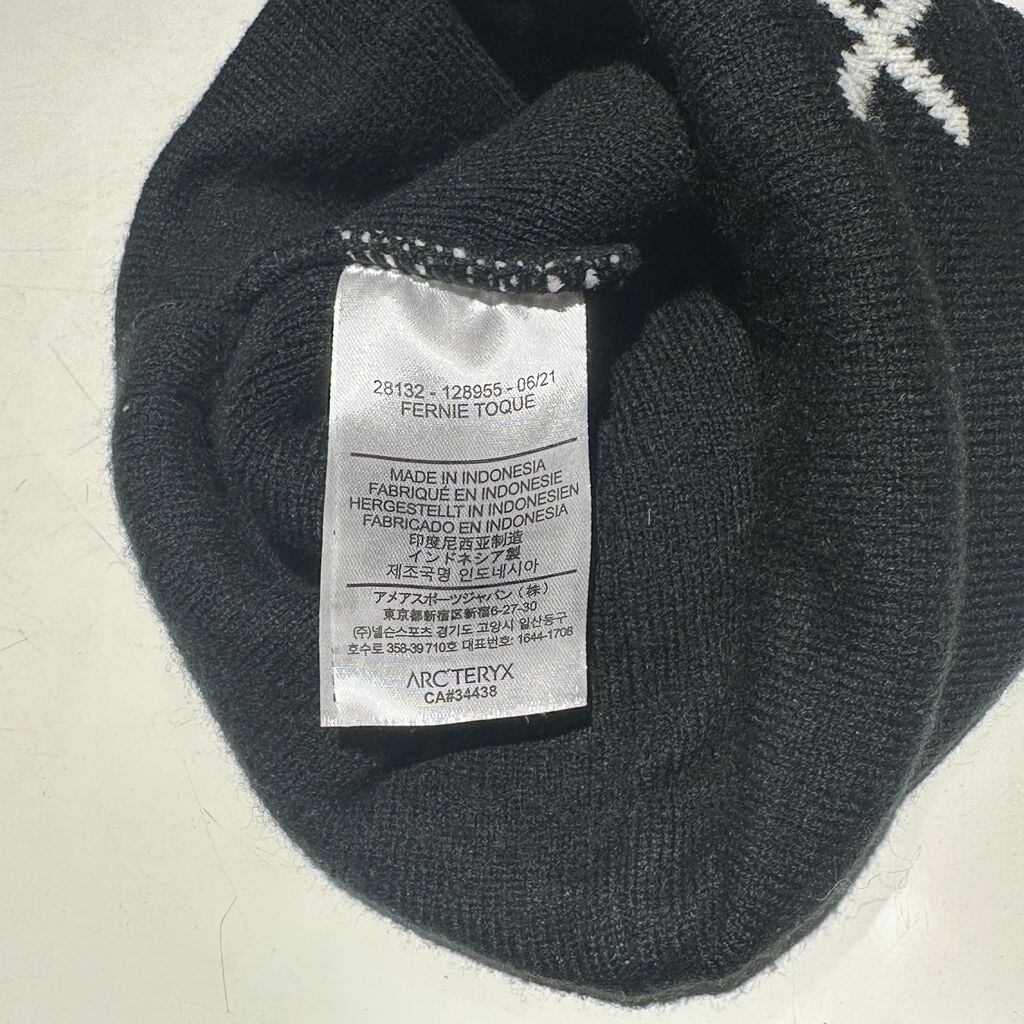 X
28132 - 128955 - 06/21
FERNIE TOQUE
MADE IN INDONESIA
FABRIQUÉ EN INDONESIE
HERGESTELLT IN INDONESIEN
FABRICADO EN INDONESIA
印度尼西亚制造
インドネシア製
제조국명 인도네시아
アメアスポーツジャパン(株)
東京都新宿区新宿6-27-30
(주)넬슨스포츠 경기도 고양시 일산동구
호수로 358-39 710호 대표번호: 1644-1708
ARC'TERYX
CA#34438